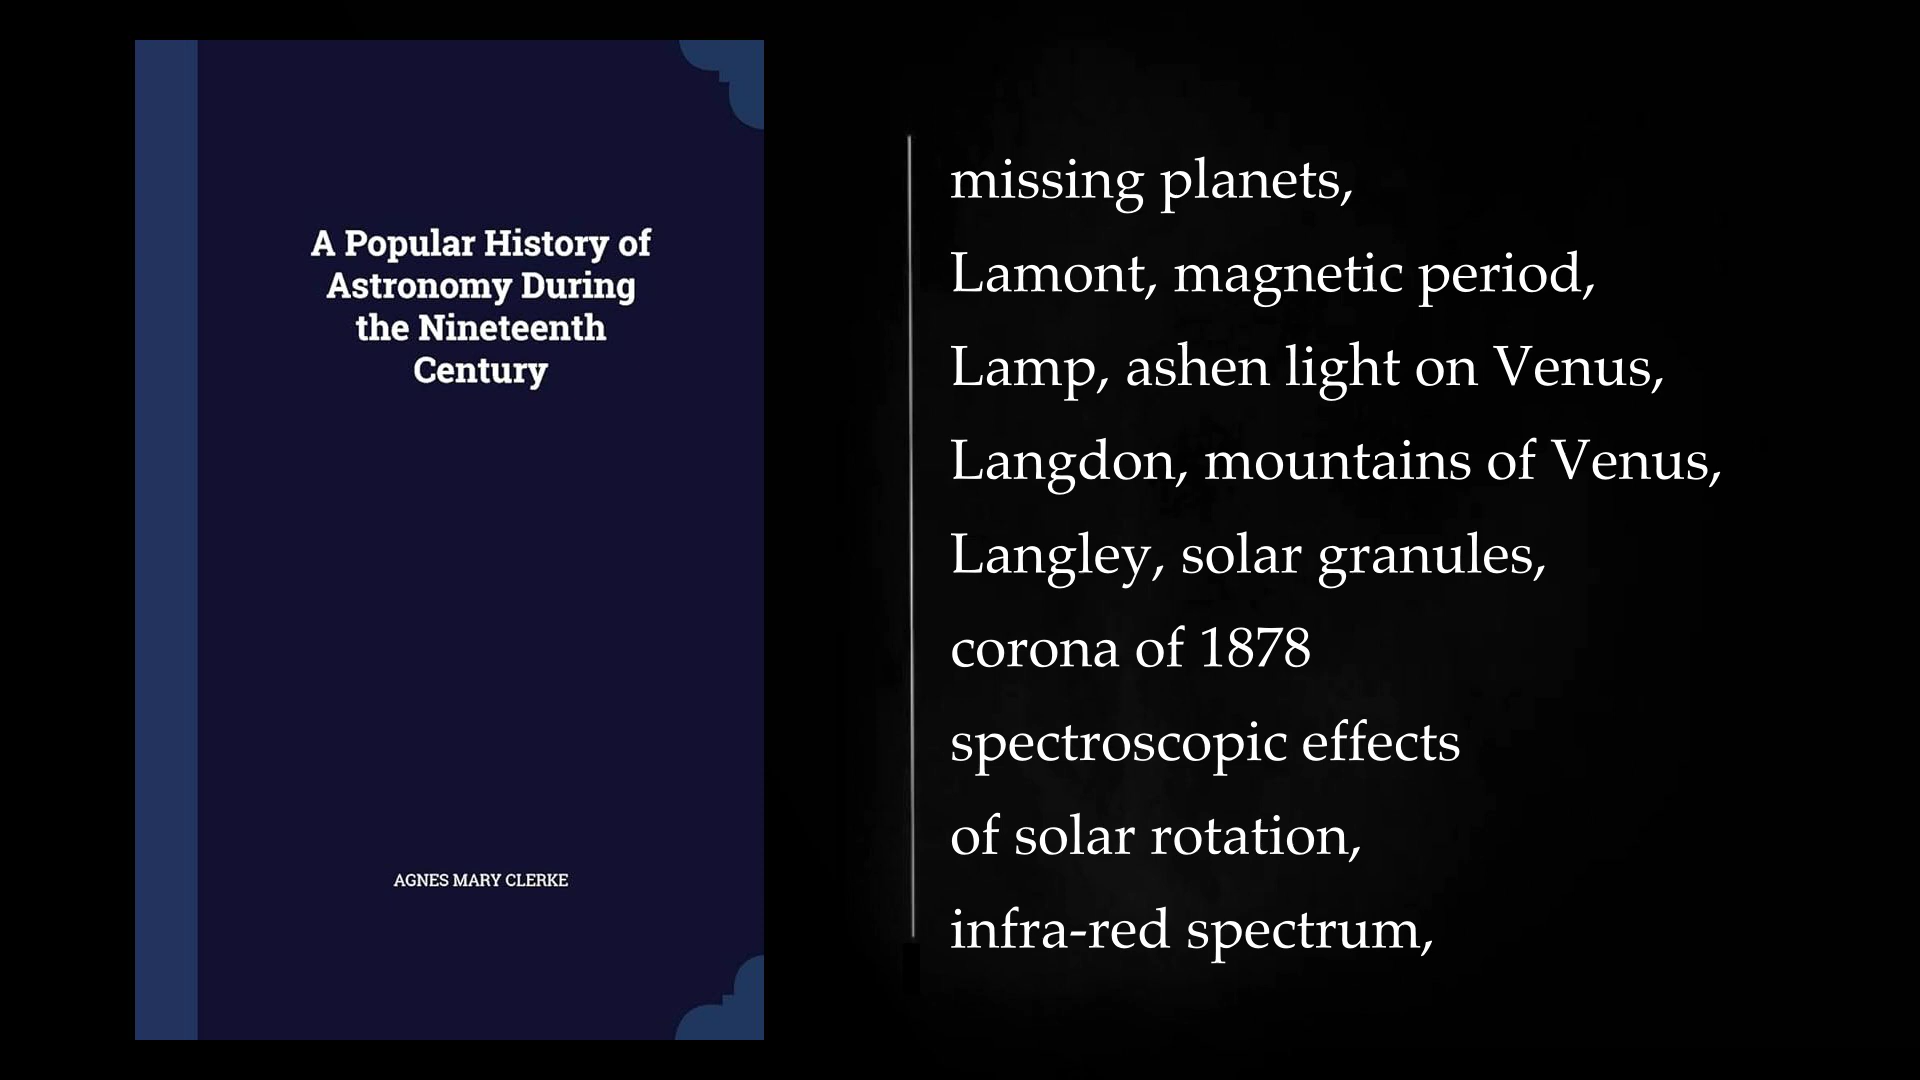 A Popular History of
Astronomy During
the Nineteenth
Century
AGNES MARY CLERKE
missing planets,
Lamont, magnetic period,
Lamp, ashen light on Venus,
Langdon, mountains of Venus,
Langley, solar granules,
corona of 1878
spectroscopic effects
of solar rotation,
infra-red spectrum,